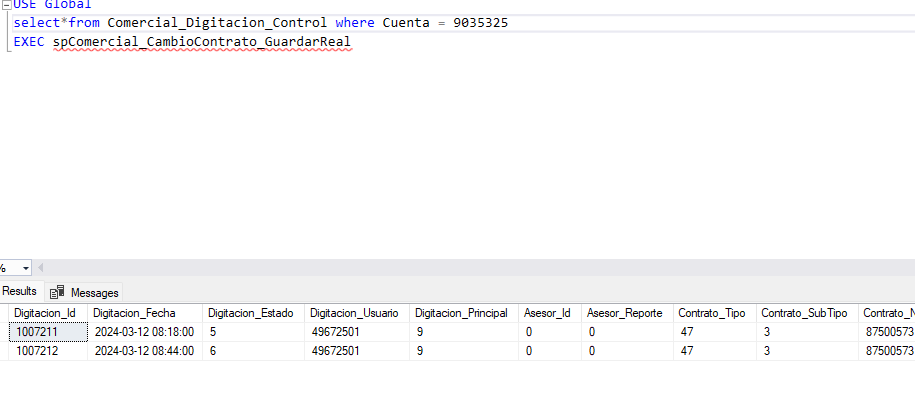 USE Global
select*from Comercial_Digitacion_Control where Cuenta = 9035325
EXEC spComercial_CambioContrato_GuardarReal
%
Results Messages
Digitacion_Id Digitacion_Fecha Digitacion_Estado Digitacion_Usuario Digitacion_Principal Asesor_Id Asesor_Reporte Contrato_Tipo Contrato_SubTipo Contrato_N
1007211 2024-03-12 08:18:00 5 49672501 9 0 0 47 3 87500573
1007212 2024-03-12 08:44:00 6 49672501 9 0 0 47 3 87500573